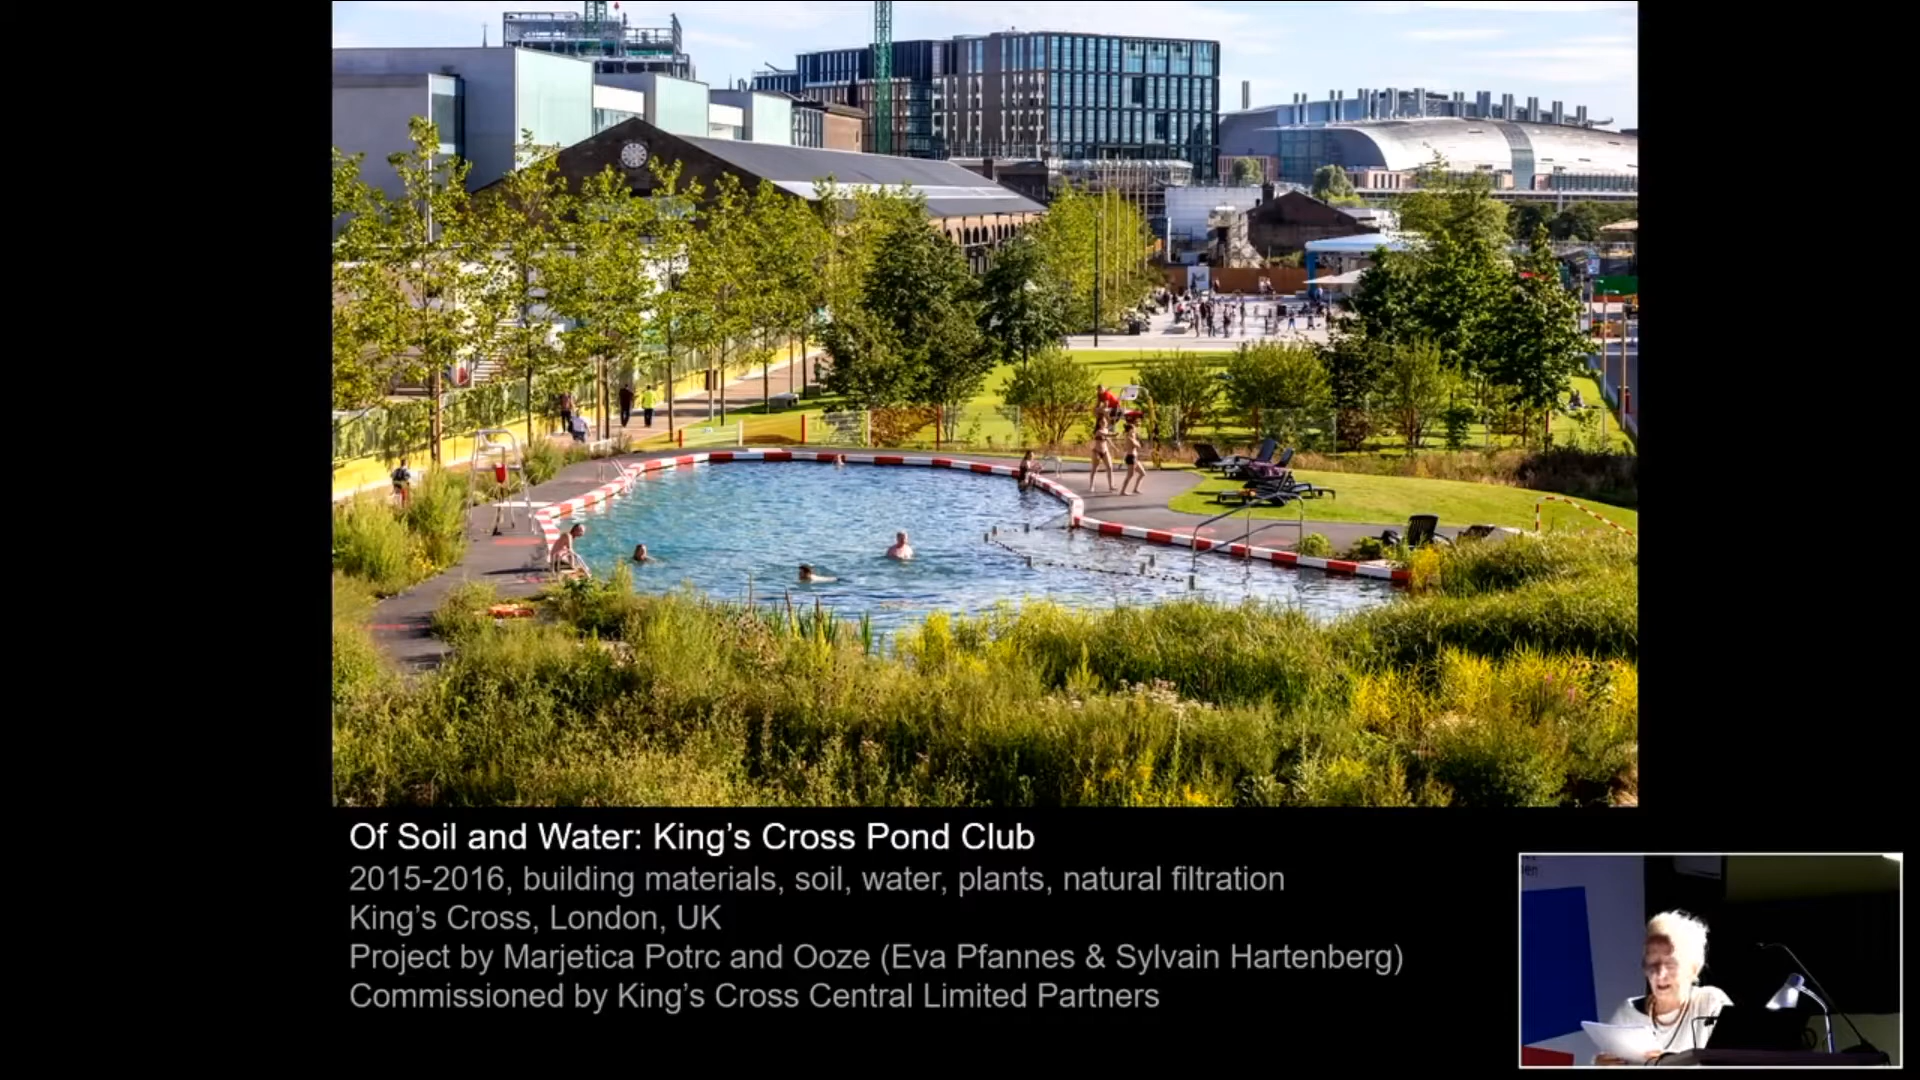 Of Soil and Water: King's Cross Pond Club
2015-2016, building materials, soil, water, plants, natural filtration
King's Cross, London, UK
Project by Marjetica Potrc and Ooze (Eva Pfannes & Sylvain Hartenberg)
Commissioned by King's Cross Central Limited Partners